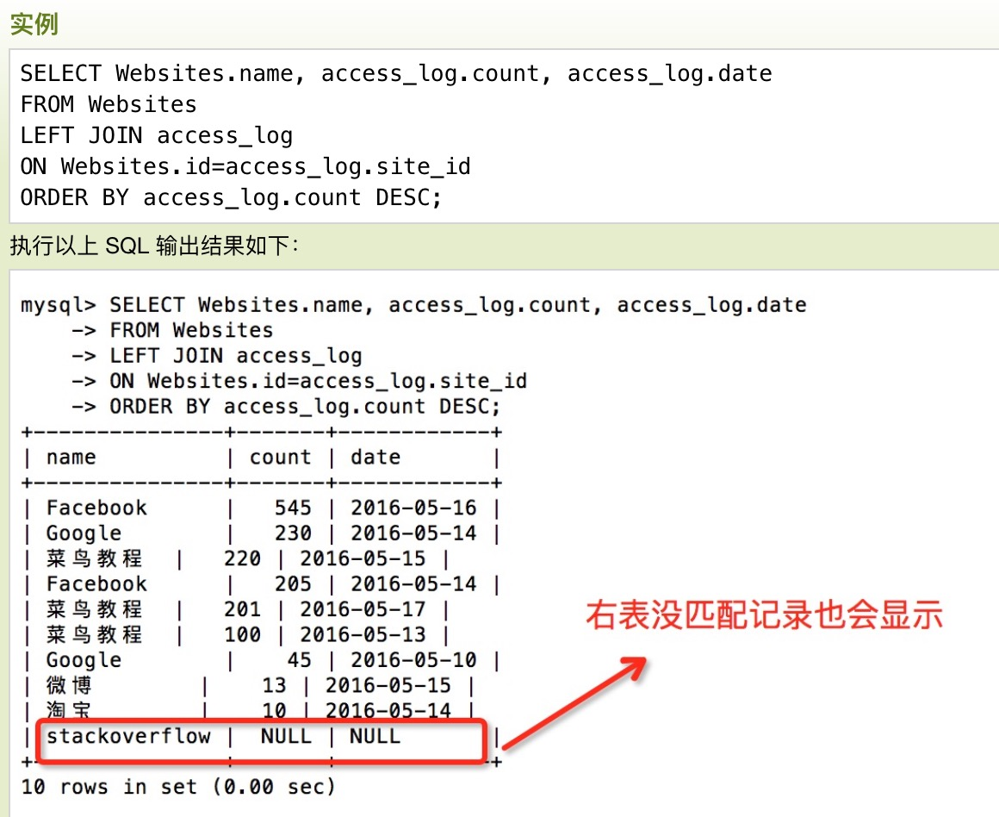 实例
SELECT Websites.name, access_log.count, access_log.date
FROM Websites
LEFT JOIN access_log
ON Websites.id=access_log.site_id
ORDER BY access_log.count DESC;
执行以上 SQL 输出结果如下：
mysql> SELECT Websites.name, access_log.count, access_log.date
    -> FROM Websites
    -> LEFT JOIN access_log
    -> ON Websites.id=access_log.site_id
    -> ORDER BY access_log.count DESC;
+---------------+-------+------------+
| name          | count | date       |
+---------------+-------+------------+
| Facebook      |   545 | 2016-05-16 |
| Google        |   230 | 2016-05-14 |
| 菜鸟教程  |   220 | 2016-05-15 |
| Facebook      |   205 | 2016-05-14 |
| 菜鸟教程  |   201 | 2016-05-17 |
| 菜鸟教程  |   100 | 2016-05-13 |
| Google        |    45 | 2016-05-10 |
| 微博        |    13 | 2016-05-15 |
| 淘宝        |    10 | 2016-05-14 |
| stackoverflow |  NULL | NULL       |
+---------------+-------+------------+
10 rows in set (0.00 sec)
右表没匹配记录也会显示